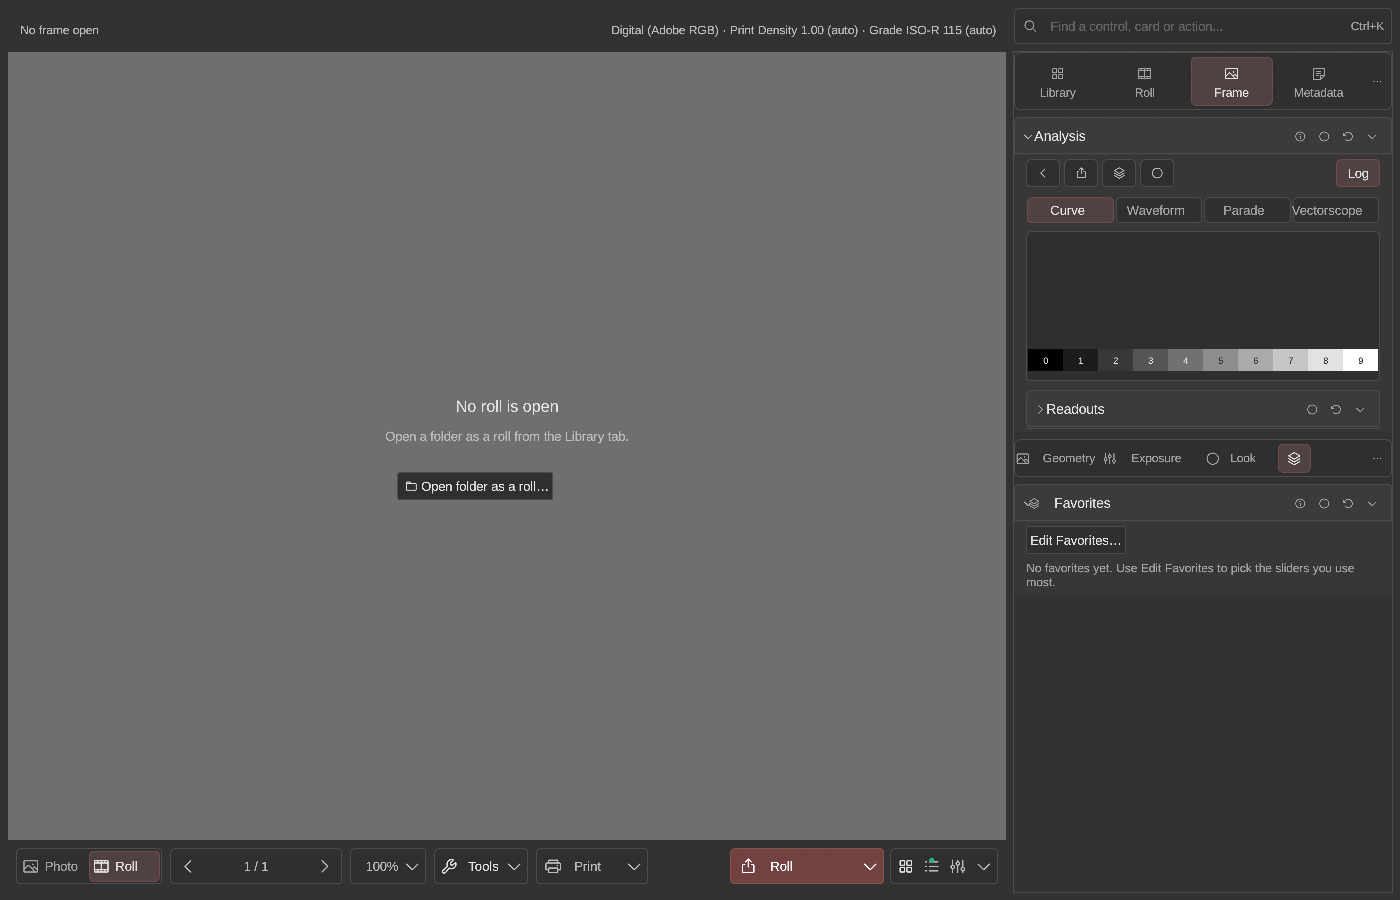 No frame open
Digital (Adobe RGB) · Print Density 1.00 (auto) · Grade ISO-R 115 (auto)
Find a control, card or action...
Ctrl+K
Library
Roll
Frame
Metadata
...
Analysis
Log
Curve
Waveform
Parade
Vectorscope
0 1 2 3 4 5 6 7 8 9
Readouts
No roll is open
Open a folder as a roll from the Library tab.
Open folder as a roll…
Geometry
Exposure
Look
...
Favorites
Edit Favorites…
No favorites yet. Use Edit Favorites to pick the sliders you use
most.
Photo
Roll
1 / 1
100%
Tools
Print
Roll